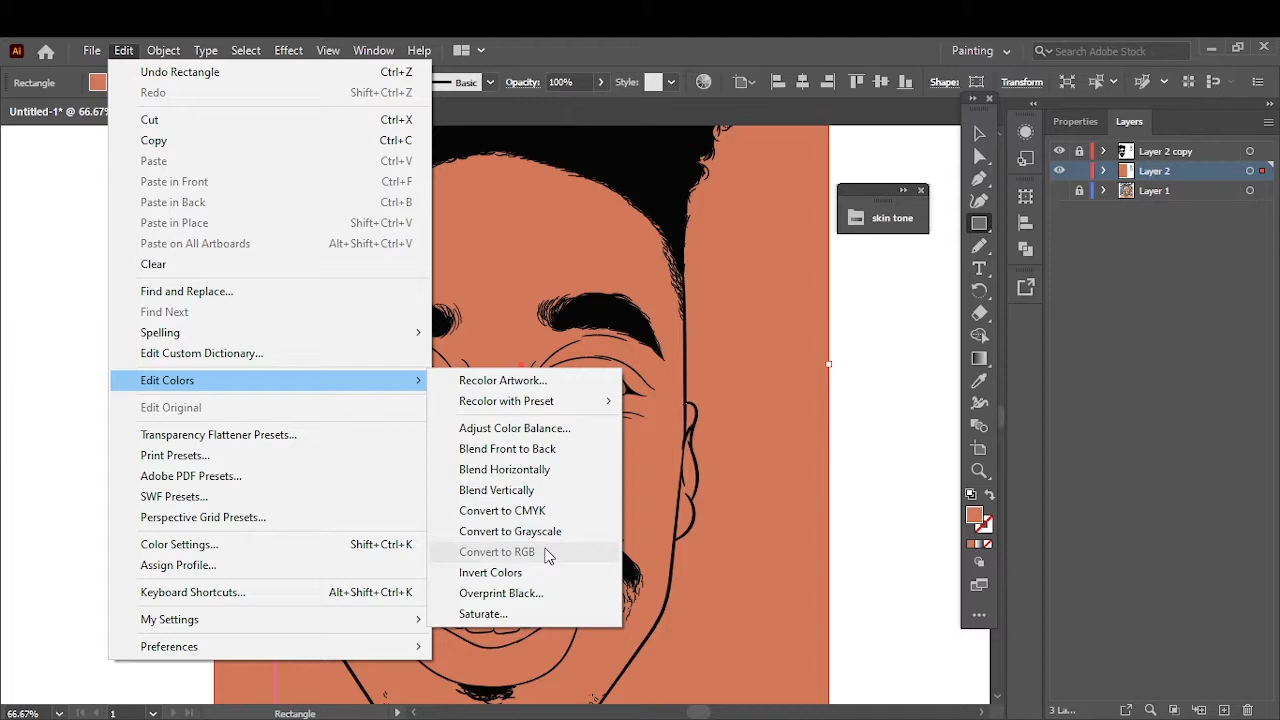 Ai File Edit Object Type Select Effect View Window Help Painting Search Adobe Stock
Rectangle Basic Opacity: 100% Style: Shape: Transform
Untitled-1* @ 66.67%
Undo Rectangle Ctrl+Z
Redo Shift+Ctrl+Z
Cut Ctrl+X
Copy Ctrl+C
Paste Ctrl+V
Paste in Front Ctrl+F
Paste in Back Ctrl+B
Paste in Place Shift+Ctrl+V
Paste on All Artboards Alt+Shift+Ctrl+V
Clear
Find and Replace...
Find Next
Spelling
Edit Custom Dictionary...
Edit Colors
Edit Original
Transparency Flattener Presets...
Print Presets...
Adobe PDF Presets...
SWF Presets...
Perspective Grid Presets...
Color Settings... Shift+Ctrl+K
Assign Profile...
Keyboard Shortcuts... Alt+Shift+Ctrl+K
My Settings
Preferences
Recolor Artwork...
Recolor with Preset
Adjust Color Balance...
Blend Front to Back
Blend Horizontally
Blend Vertically
Convert to CMYK
Convert to Grayscale
Convert to RGB
Invert Colors
Overprint Black...
Saturate...
skin tone
Properties Layers
Layer 2 copy
Layer 2
Layer 1
66.67% 1 Rectangle 3 La...